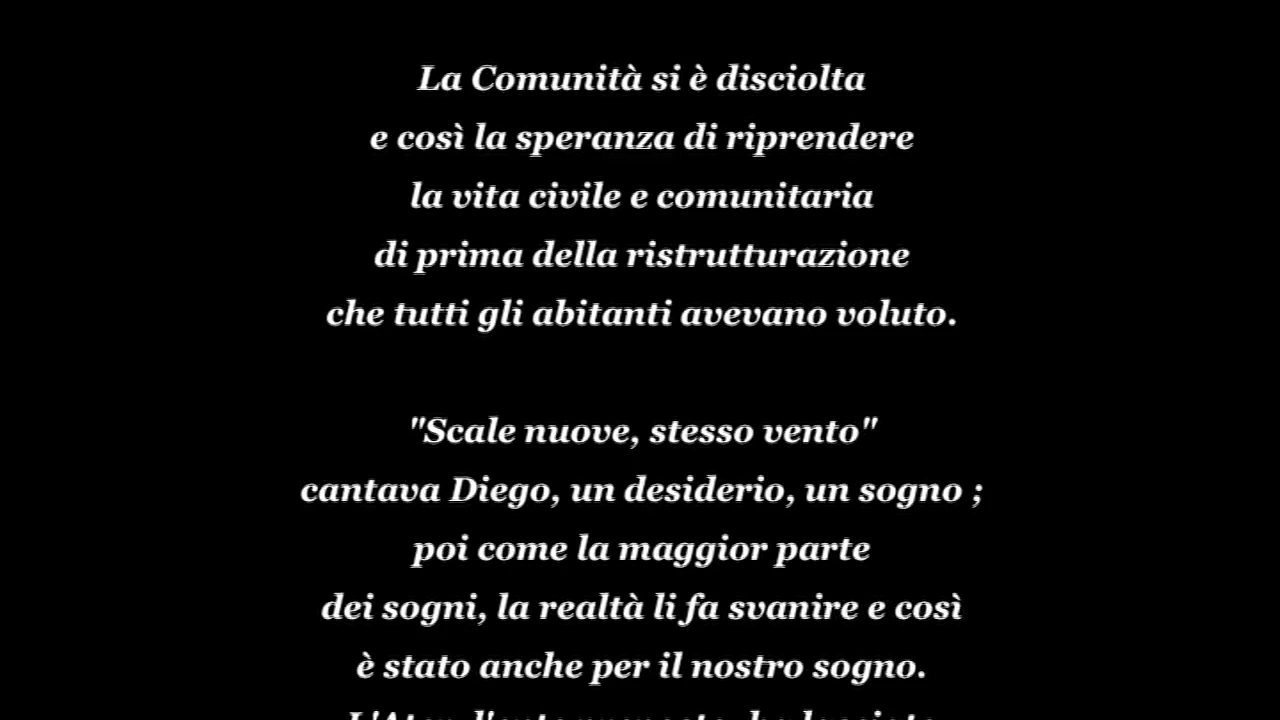 La Comunità si è disciolta
e così la speranza di riprendere
la vita civile e comunitaria
di prima della ristrutturazione
che tutti gli abitanti avevano voluto.
"Scale nuove, stesso vento"
cantava Diego, un desiderio, un sogno ;
poi come la maggior parte
dei sogni, la realtà li fa svanire e così
è stato anche per il nostro sogno.